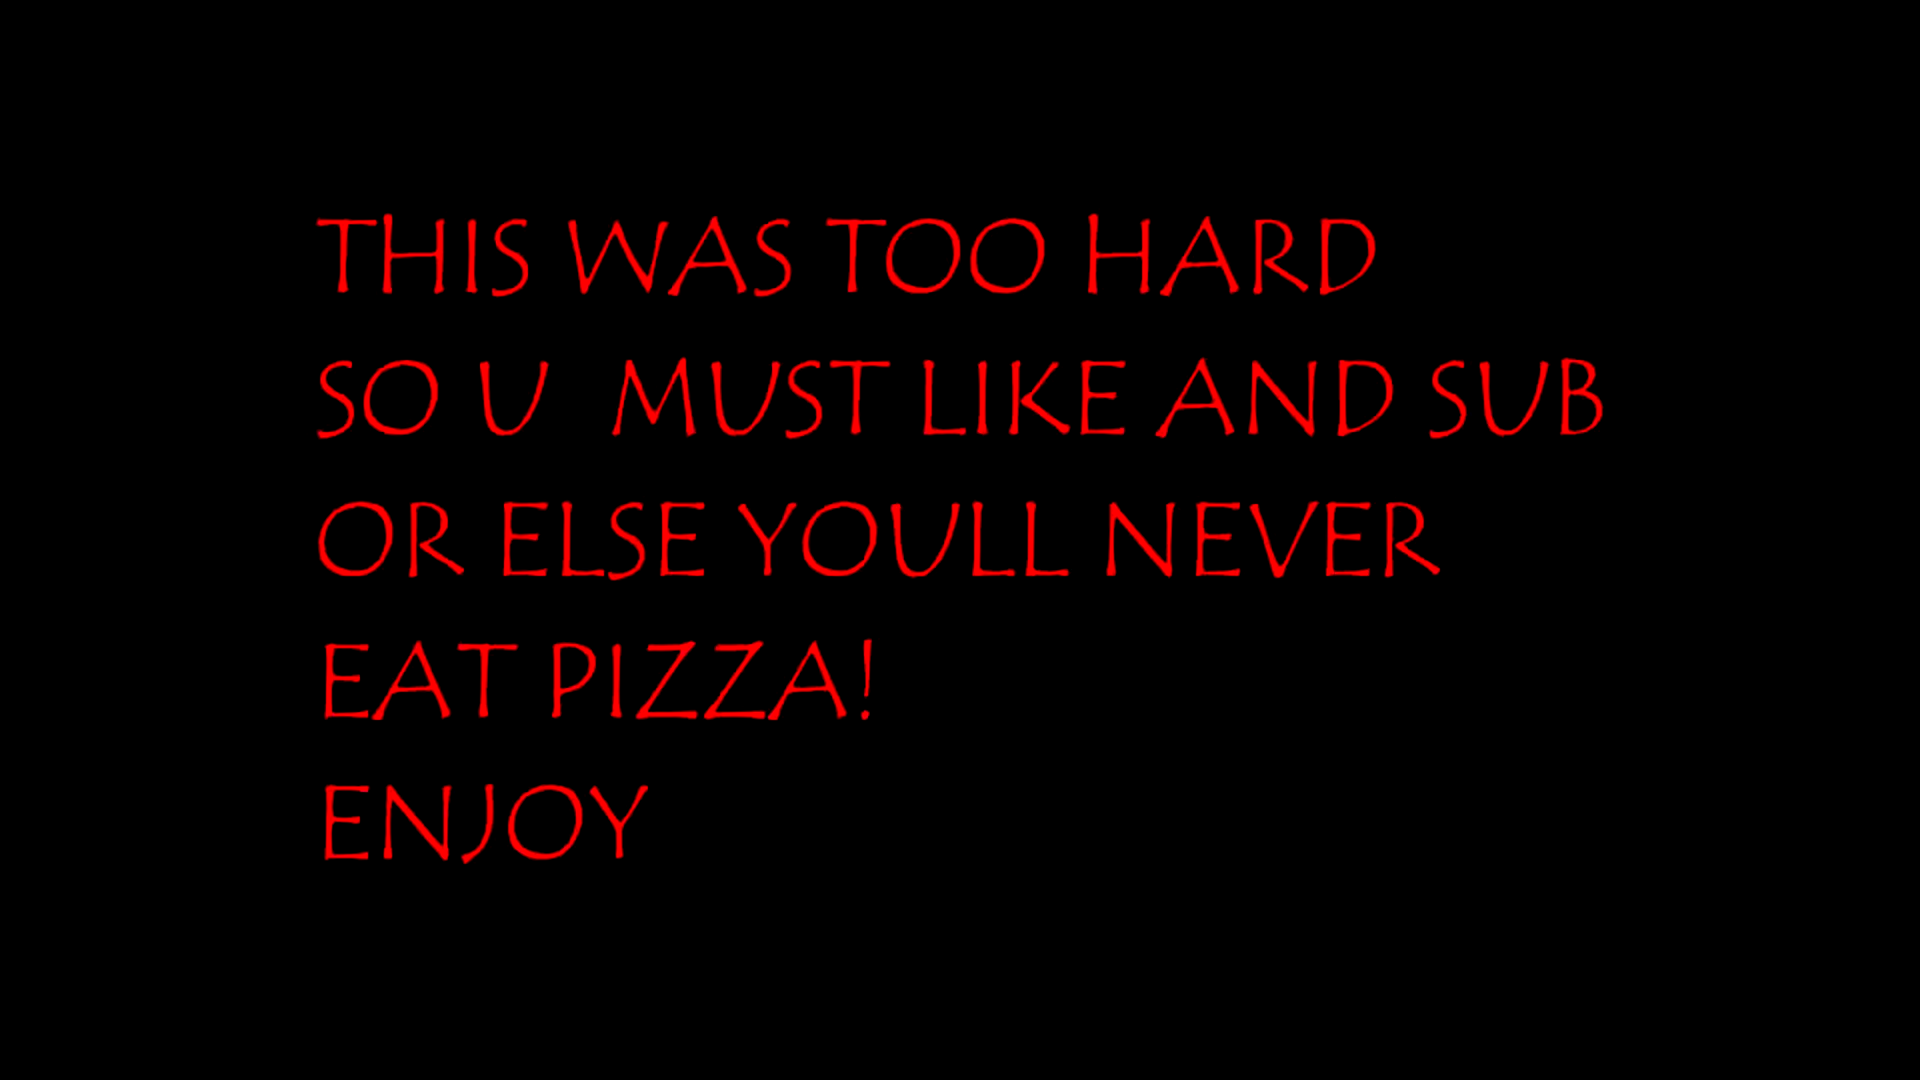 THIS WAS TOO HARD
SO U  MUST LIKE AND SUB
OR ELSE YOULL NEVER
EAT PIZZA!
ENJOY